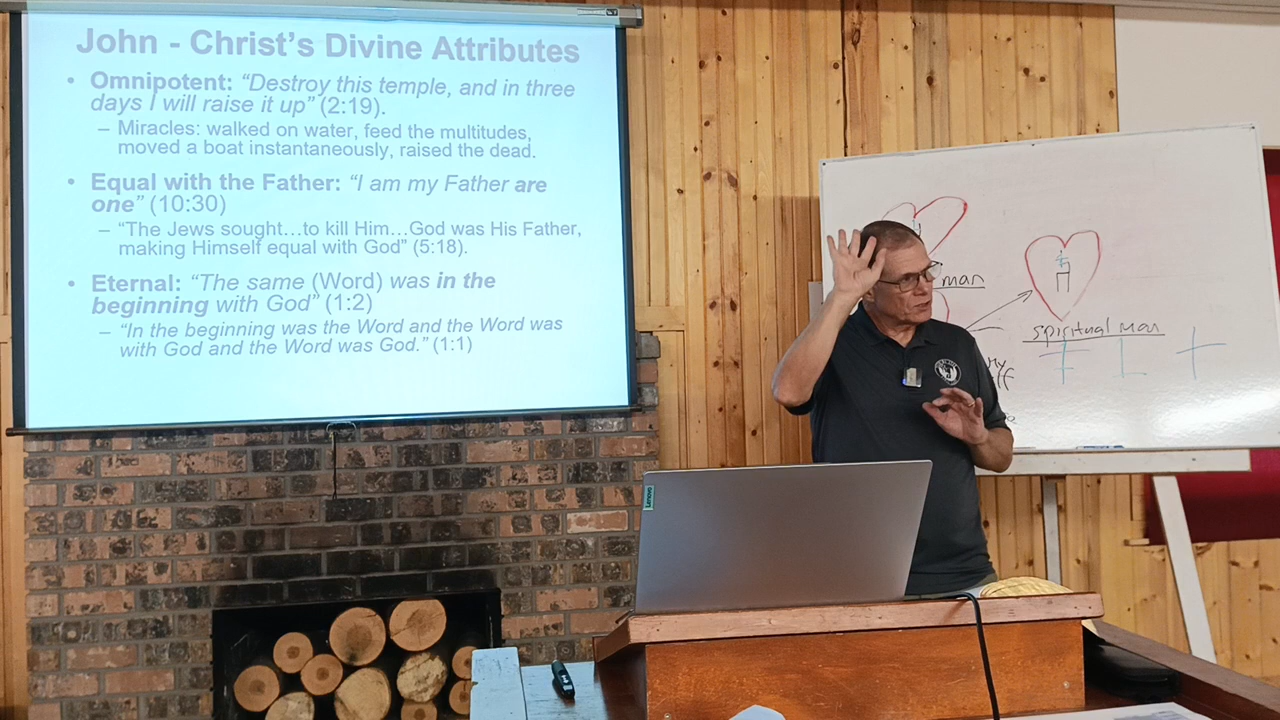 John - Christ's Divine Attributes
• Omnipotent: "Destroy this temple, and in three
days I will raise it up" (2:19).
– Miracles: walked on water, feed the multitudes,
moved a boat instantaneously, raised the dead.
• Equal with the Father: "I am my Father are
one" (10:30)
– "The Jews sought…to kill Him…God was His Father,
making Himself equal with God" (5:18).
• Eternal: "The same (Word) was in the
beginning with God" (1:2)
– "In the beginning was the Word and the Word was
with God and the Word was God." (1:1)
man
spiritual man
Lenovo